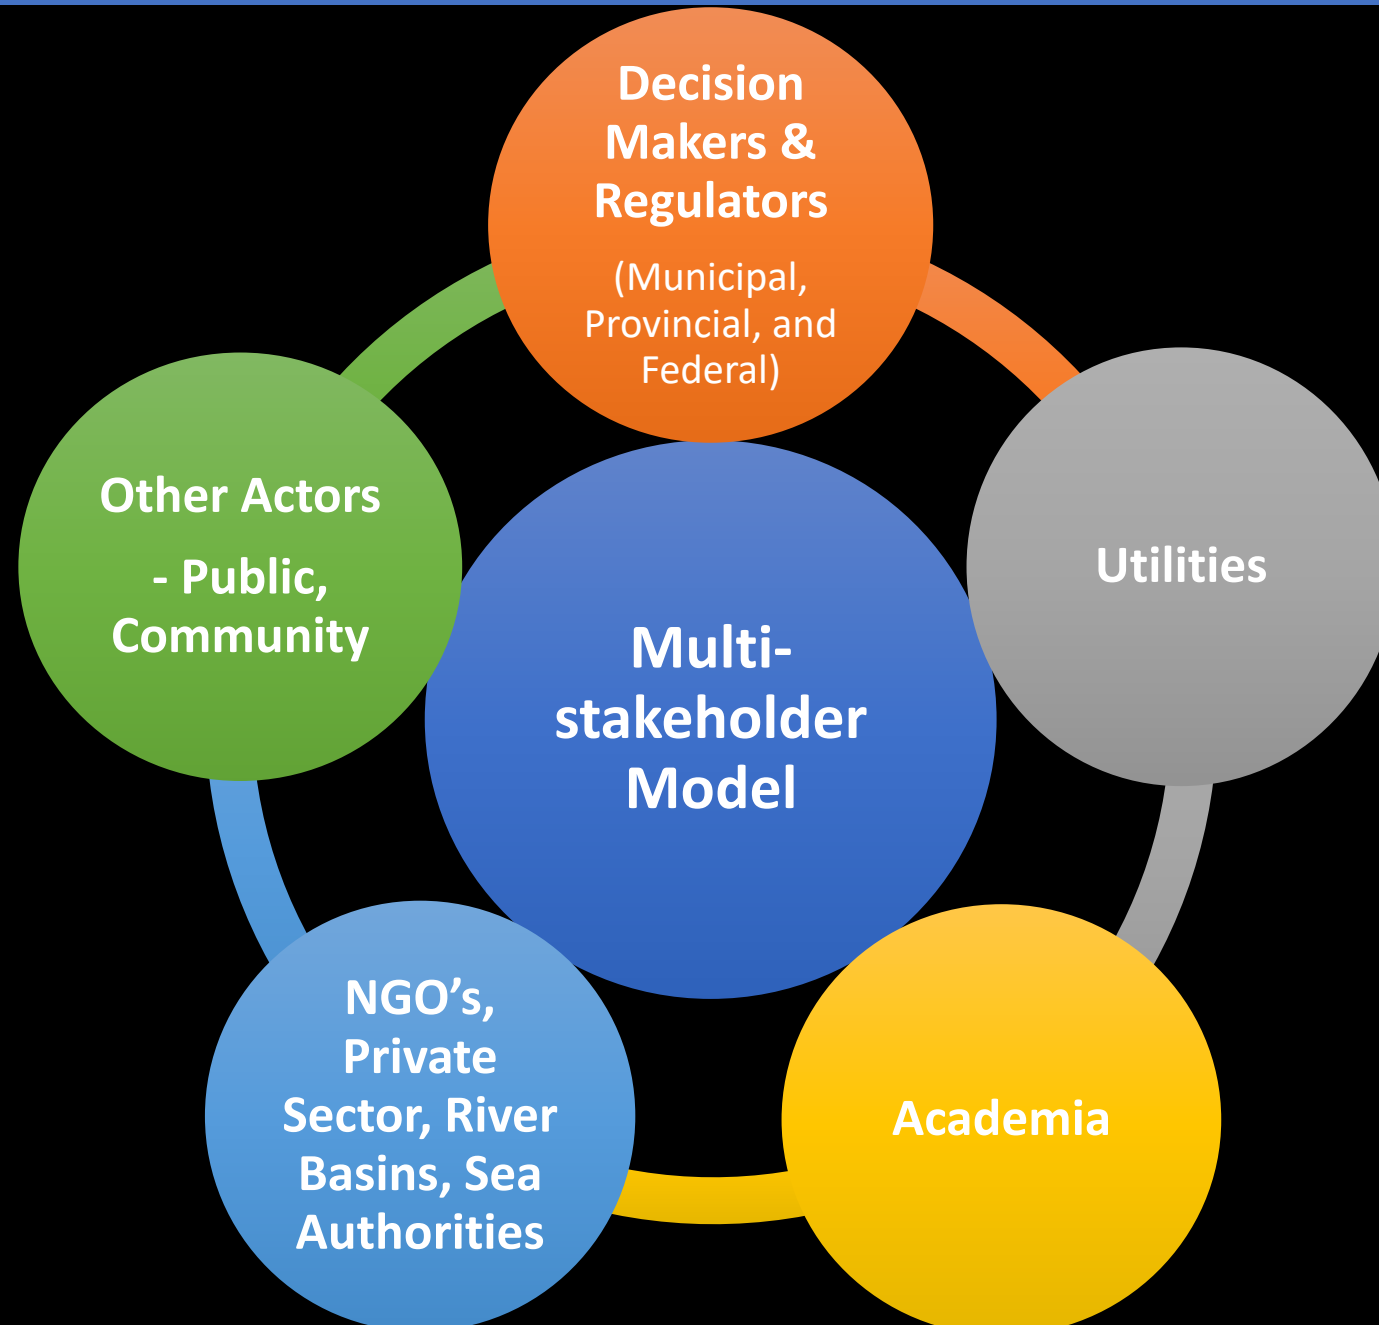 Decision
Makers &
Regulators
(Municipal,
Provincial, and
Federal)
Other Actors
- Public,
Community
Utilities
Multi-
stakeholder
Model
NGO’s,
Private
Sector, River
Basins, Sea
Authorities
Academia